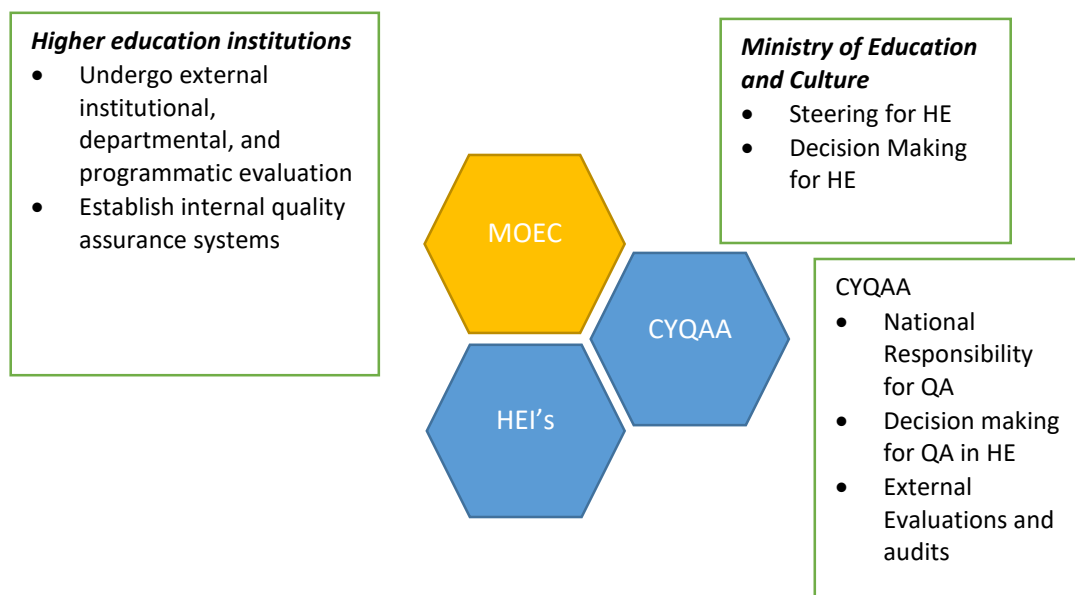 Higher education institutions
• Undergo external
institutional,
departmental, and
programmatic evaluation
• Establish internal quality
assurance systems
Ministry of Education
and Culture
• Steering for HE
• Decision Making
for HE
MOEC
CYQAA
HEI's
CYQAA
• National
Responsibility
for QA
• Decision making
for QA in HE
• External
Evaluations and
audits